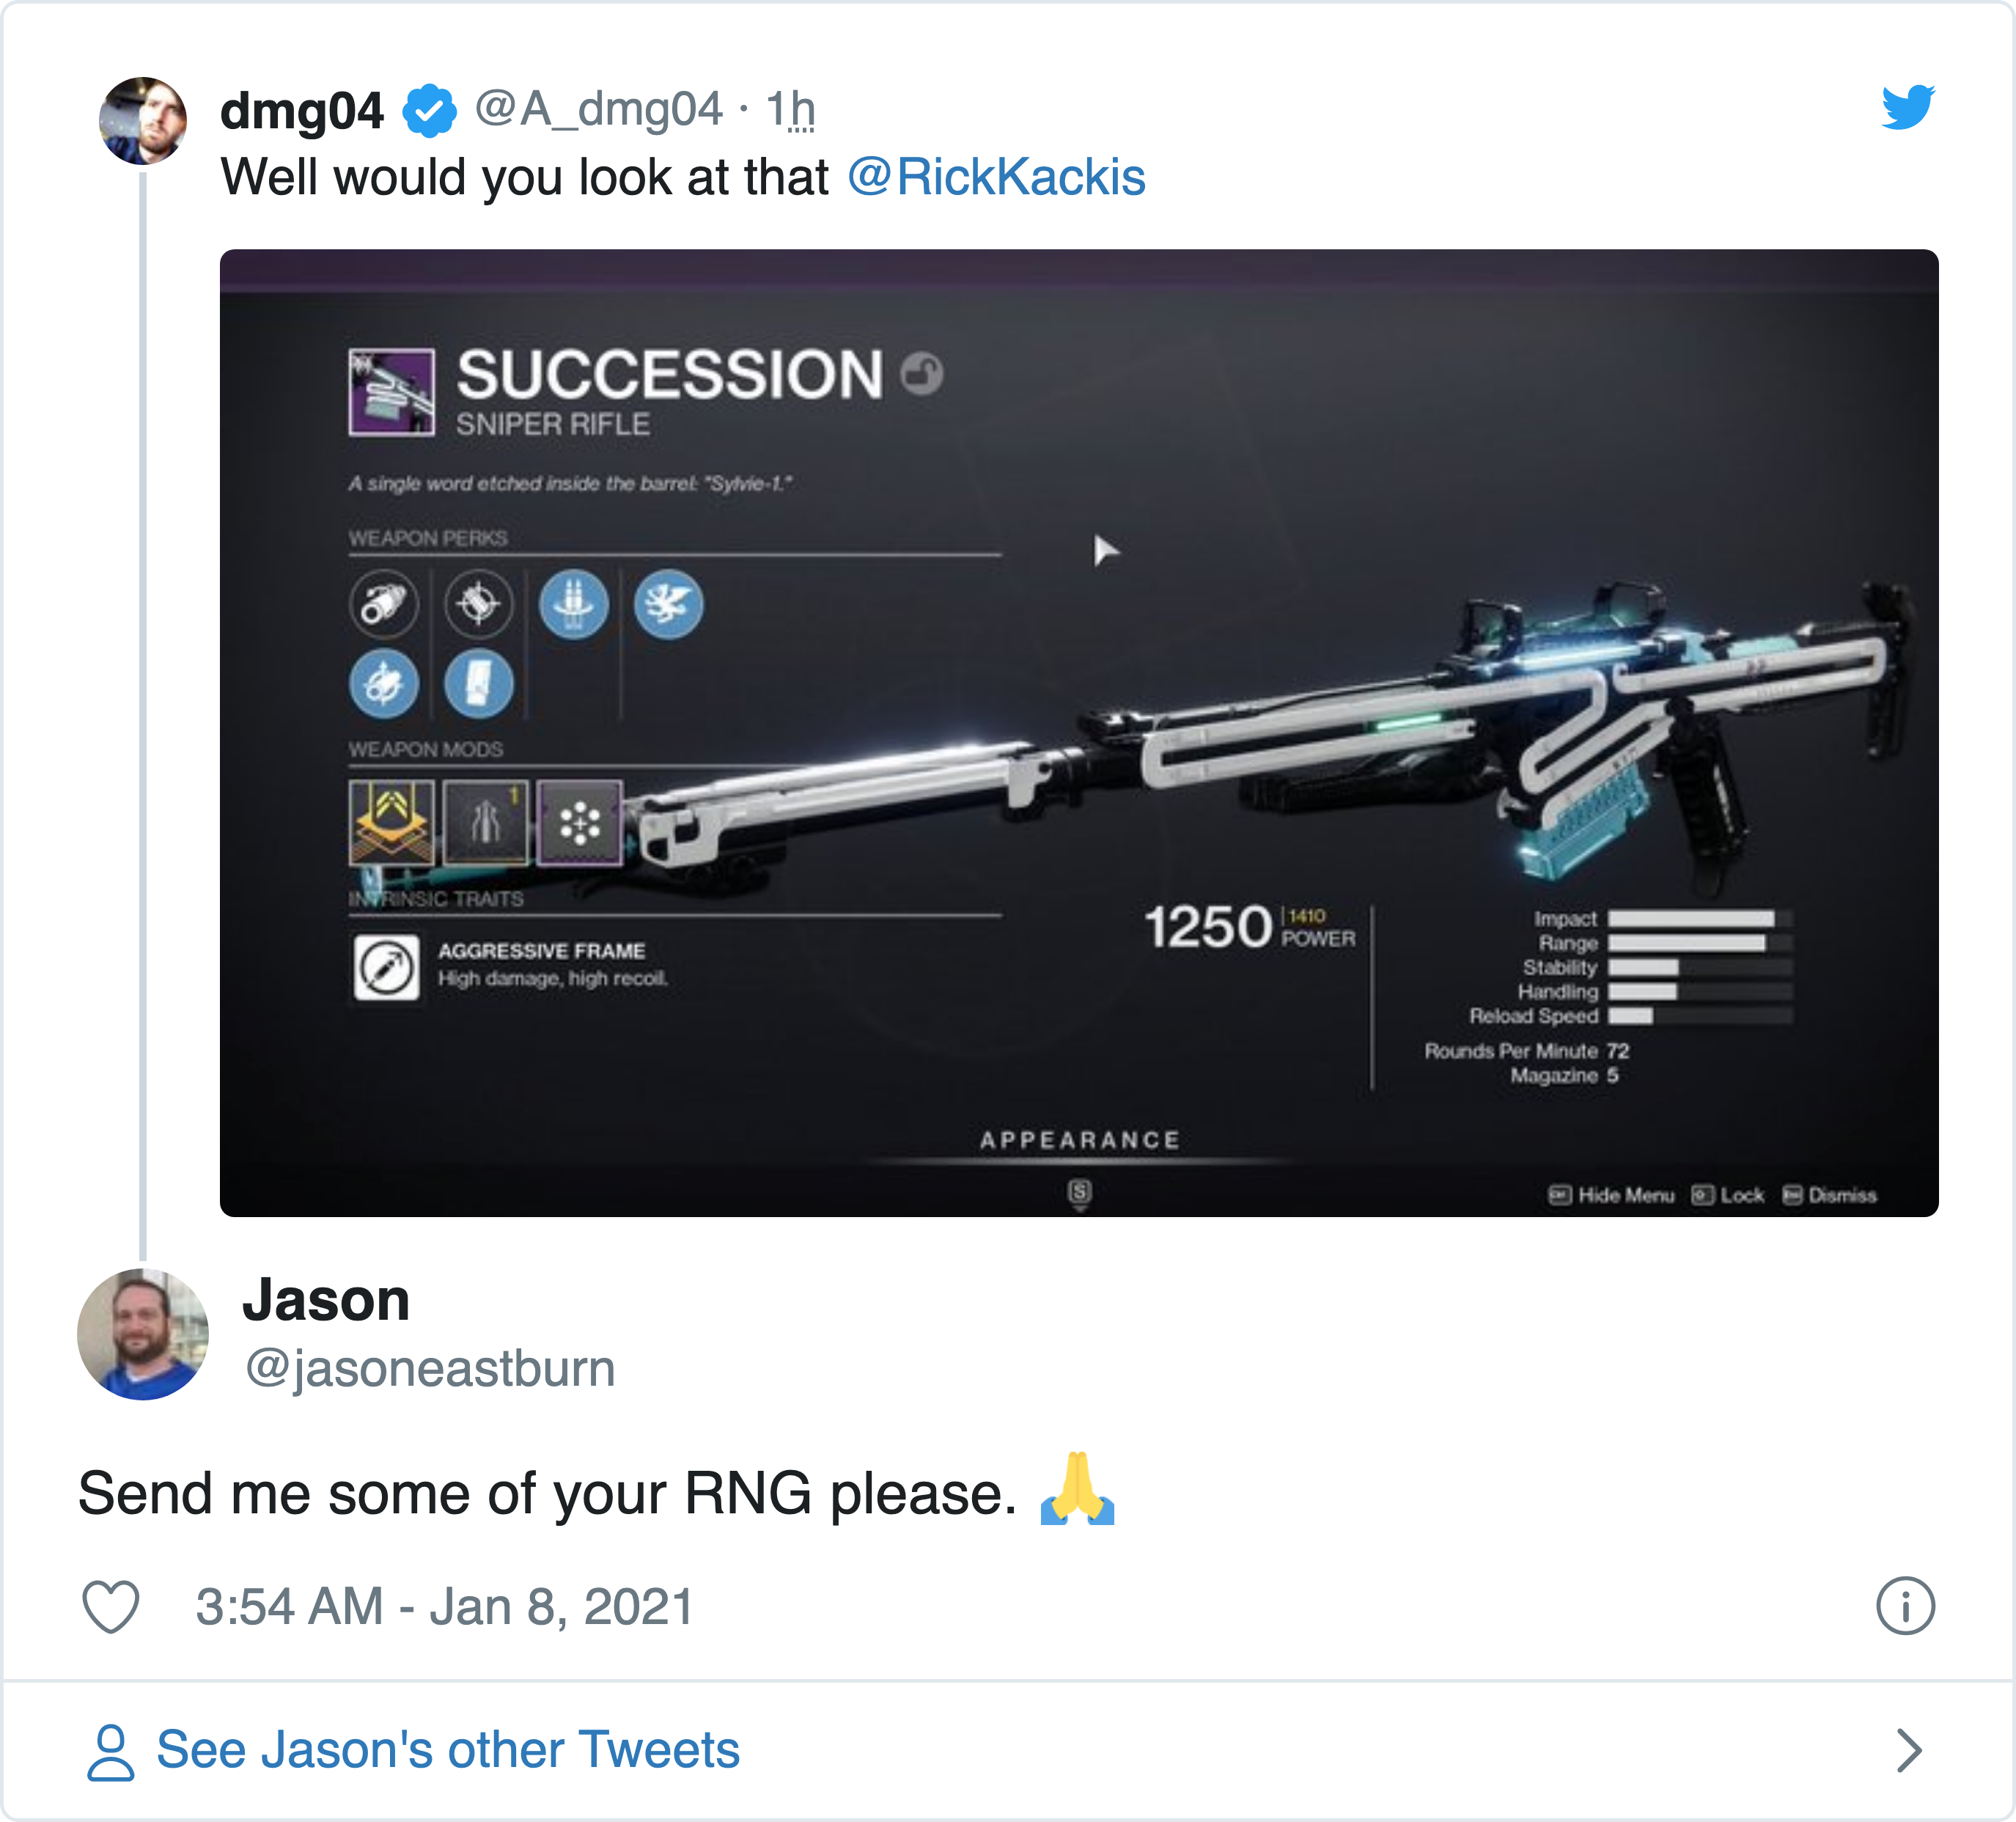 dmg04 @A_dmg04 · 1h
Well would you look at that @RickKackis
SUCCESSION
SNIPER RIFLE
A single word etched inside the barrel: "Sylvie-1."
WEAPON PERKS
WEAPON MODS
1
INTRINSIC TRAITS
AGGRESSIVE FRAME
High damage, high recoil.
1250 1410
POWER
Impact
Range
Stability
Handling
Reload Speed
Rounds Per Minute 72
Magazine 5
APPEARANCE
S
Hide Menu Lock Dismiss
Jason
@jasoneastburn
Send me some of your RNG please. 🙏
3:54 AM - Jan 8, 2021
See Jason's other Tweets